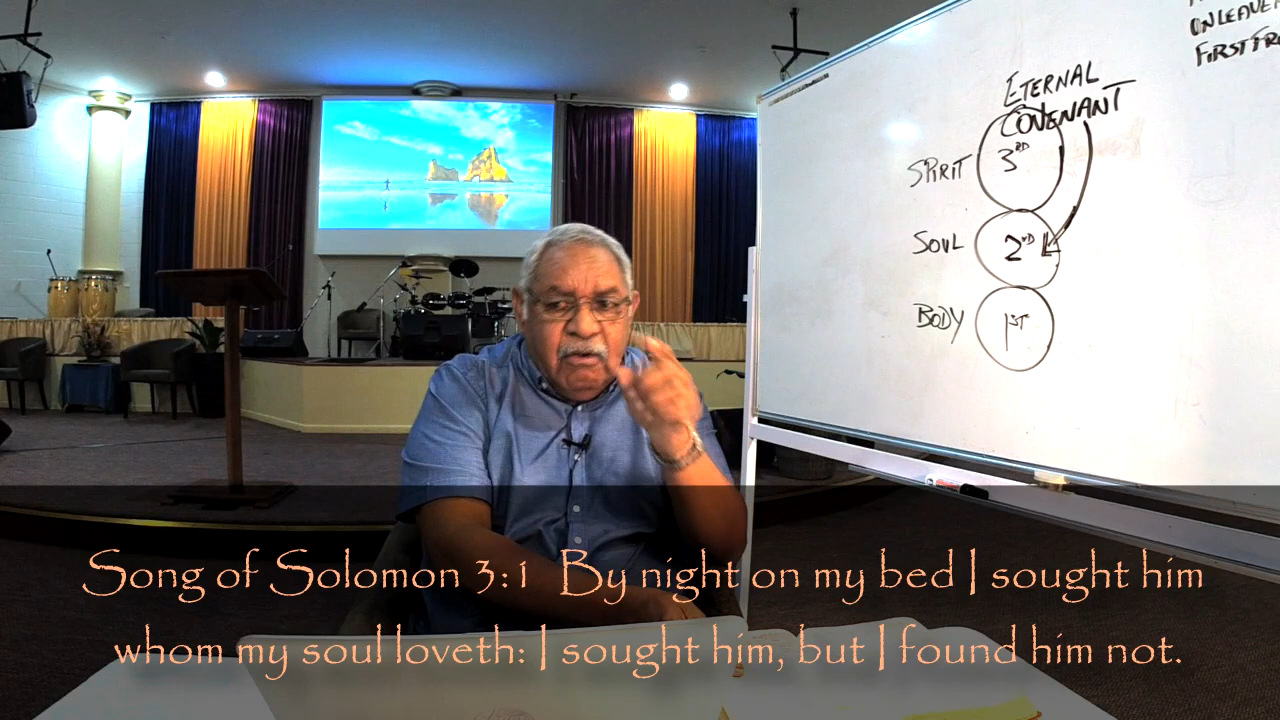 ONLEAVE
FIRST FR
ETERNAL
COVENANT
SPIRIT 3RD
SOUL 2ND
BODY 1ST
Song of Solomon 3:1 By night on my bed I sought him
whom my soul loveth: I sought him, but I found him not.